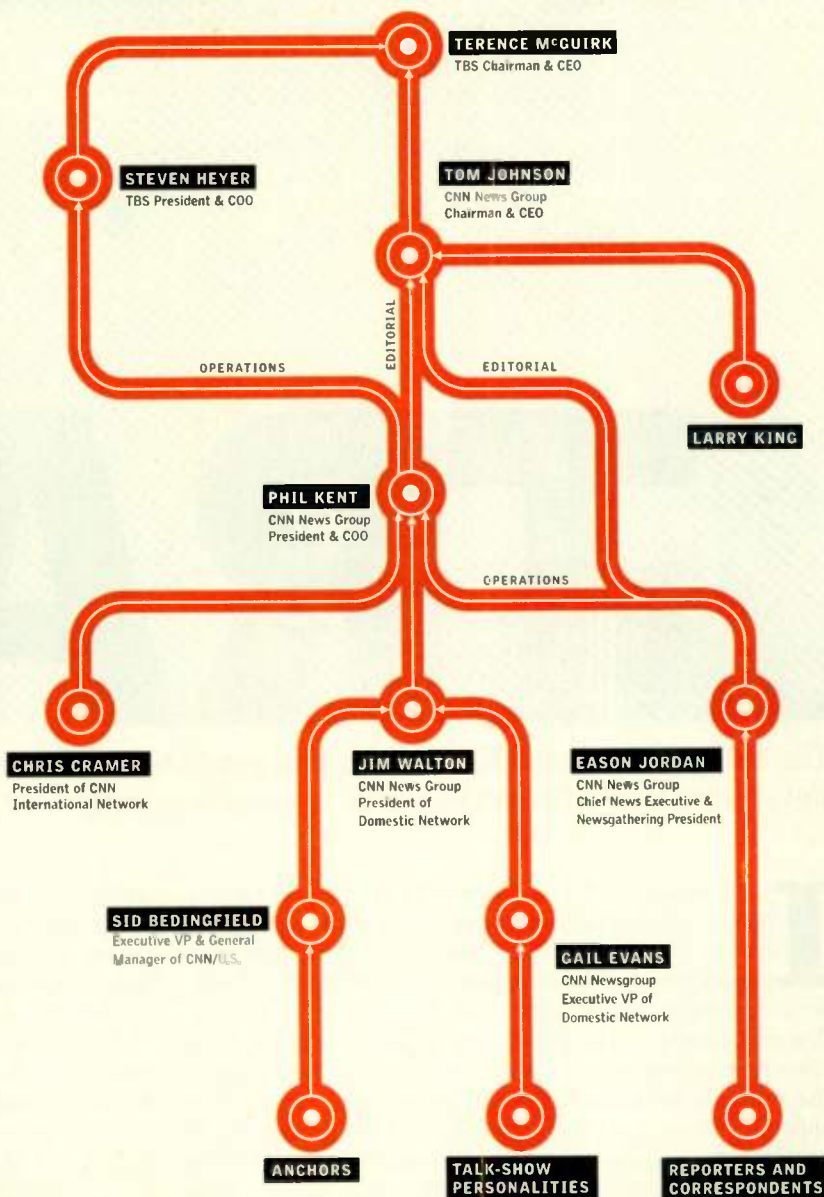 TERENCE McGUIRK
TBS Chairman & CEO
STEVEN HEYER
TBS President & COO
TOM JOHNSON
CNN News Group
Chairman & CEO
OPERATIONS
EDITORIAL
EDITORIAL
LARRY KING
PHIL KENT
CNN News Group
President & COO
OPERATIONS
CHRIS CRAMER
President of CNN
International Network
JIM WALTON
CNN News Group
President of
Domestic Network
EASON JORDAN
CNN News Group
Chief News Executive &
Newsgathering President
SID BEDINGFIELD
Executive VP & General
Manager of CNN/U.S.
GAIL EVANS
CNN Newsgroup
Executive VP of
Domestic Network
ANCHORS
TALK-SHOW
PERSONALITIES
REPORTERS AND
CORRESPONDENTS